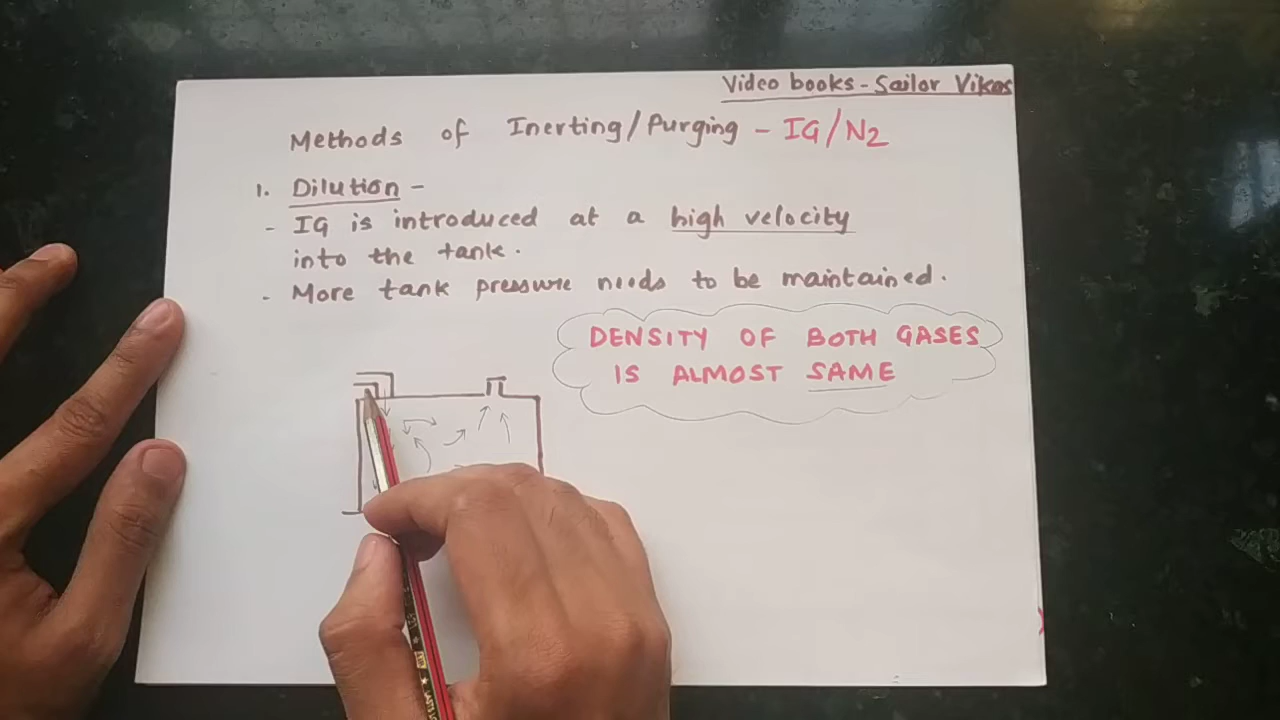 Video books - Sailor Vikas
Methods of Inerting/Purging - IG/N2
1. Dilution -
- IG is introduced at a high velocity
into the tank.
- More tank pressure needs to be maintained.
DENSITY OF BOTH GASES
IS ALMOST SAME